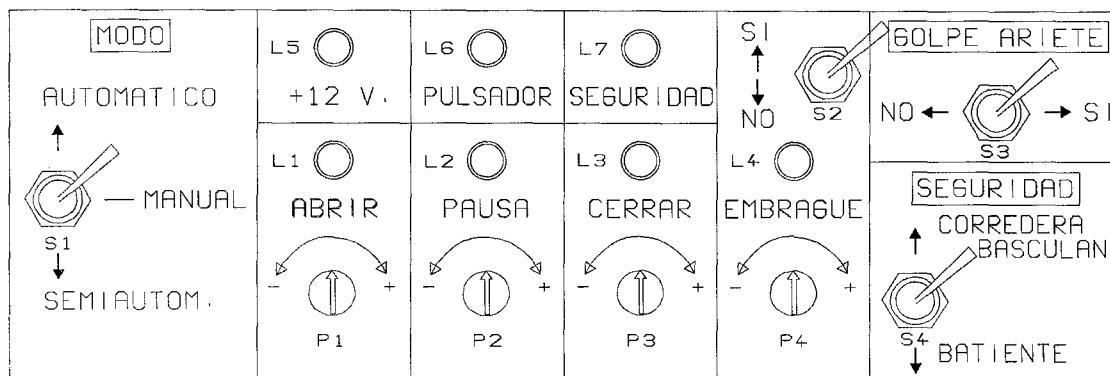 MODO
AUTOMATICO
MANUAL
S1
SEMIAUTOM.
L5
+12 V.
L6
PULSADOR
L7
SEGURIDAD
L1
ABRIR
- +
P1
L2
PAUSA
- +
P2
L3
CERRAR
- +
P3
SI
NO
S2
L4
EMBRAGUE
- +
P4
GOLPE ARIETE
NO SI
S3
SEGURIDAD
CORREDERA
BASCULAN
S4
BATIENTE